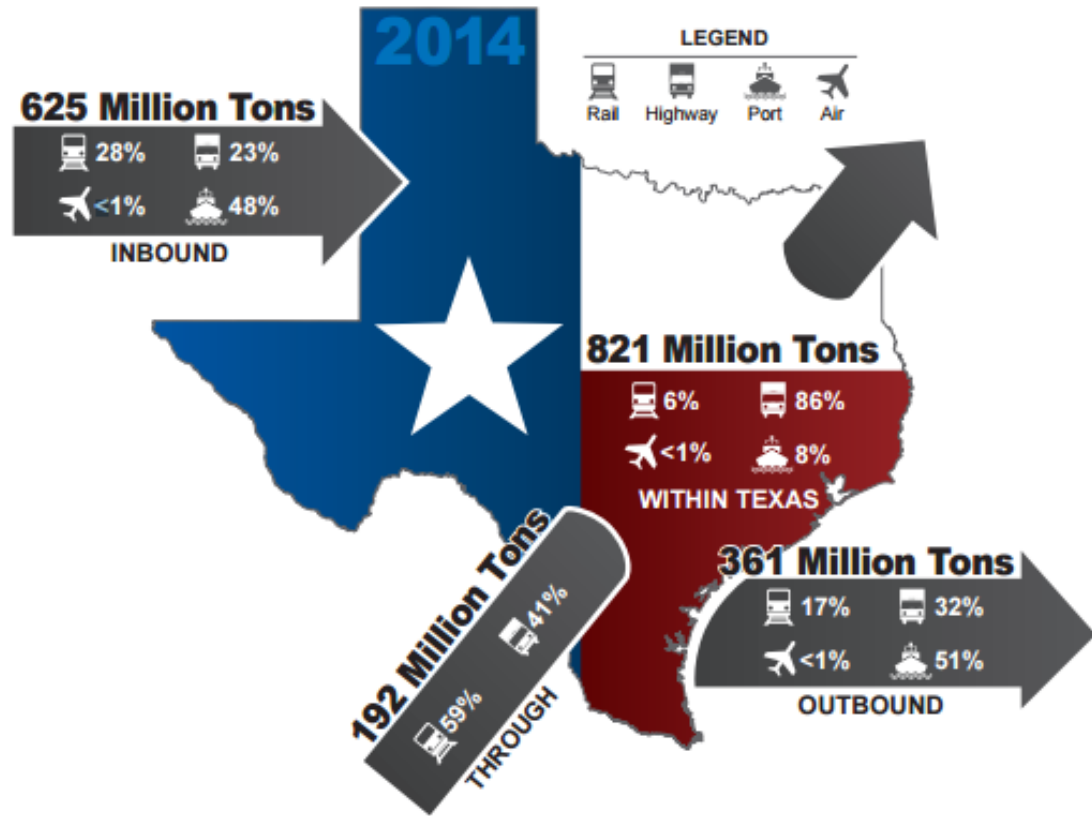 2014
LEGEND
Rail Highway Port Air
625 Million Tons
28% 23%
<1% 48%
INBOUND
821 Million Tons
6% 86%
<1% 8%
WITHIN TEXAS
192 Million Tons
59% 41%
THROUGH
361 Million Tons
17% 32%
<1% 51%
OUTBOUND